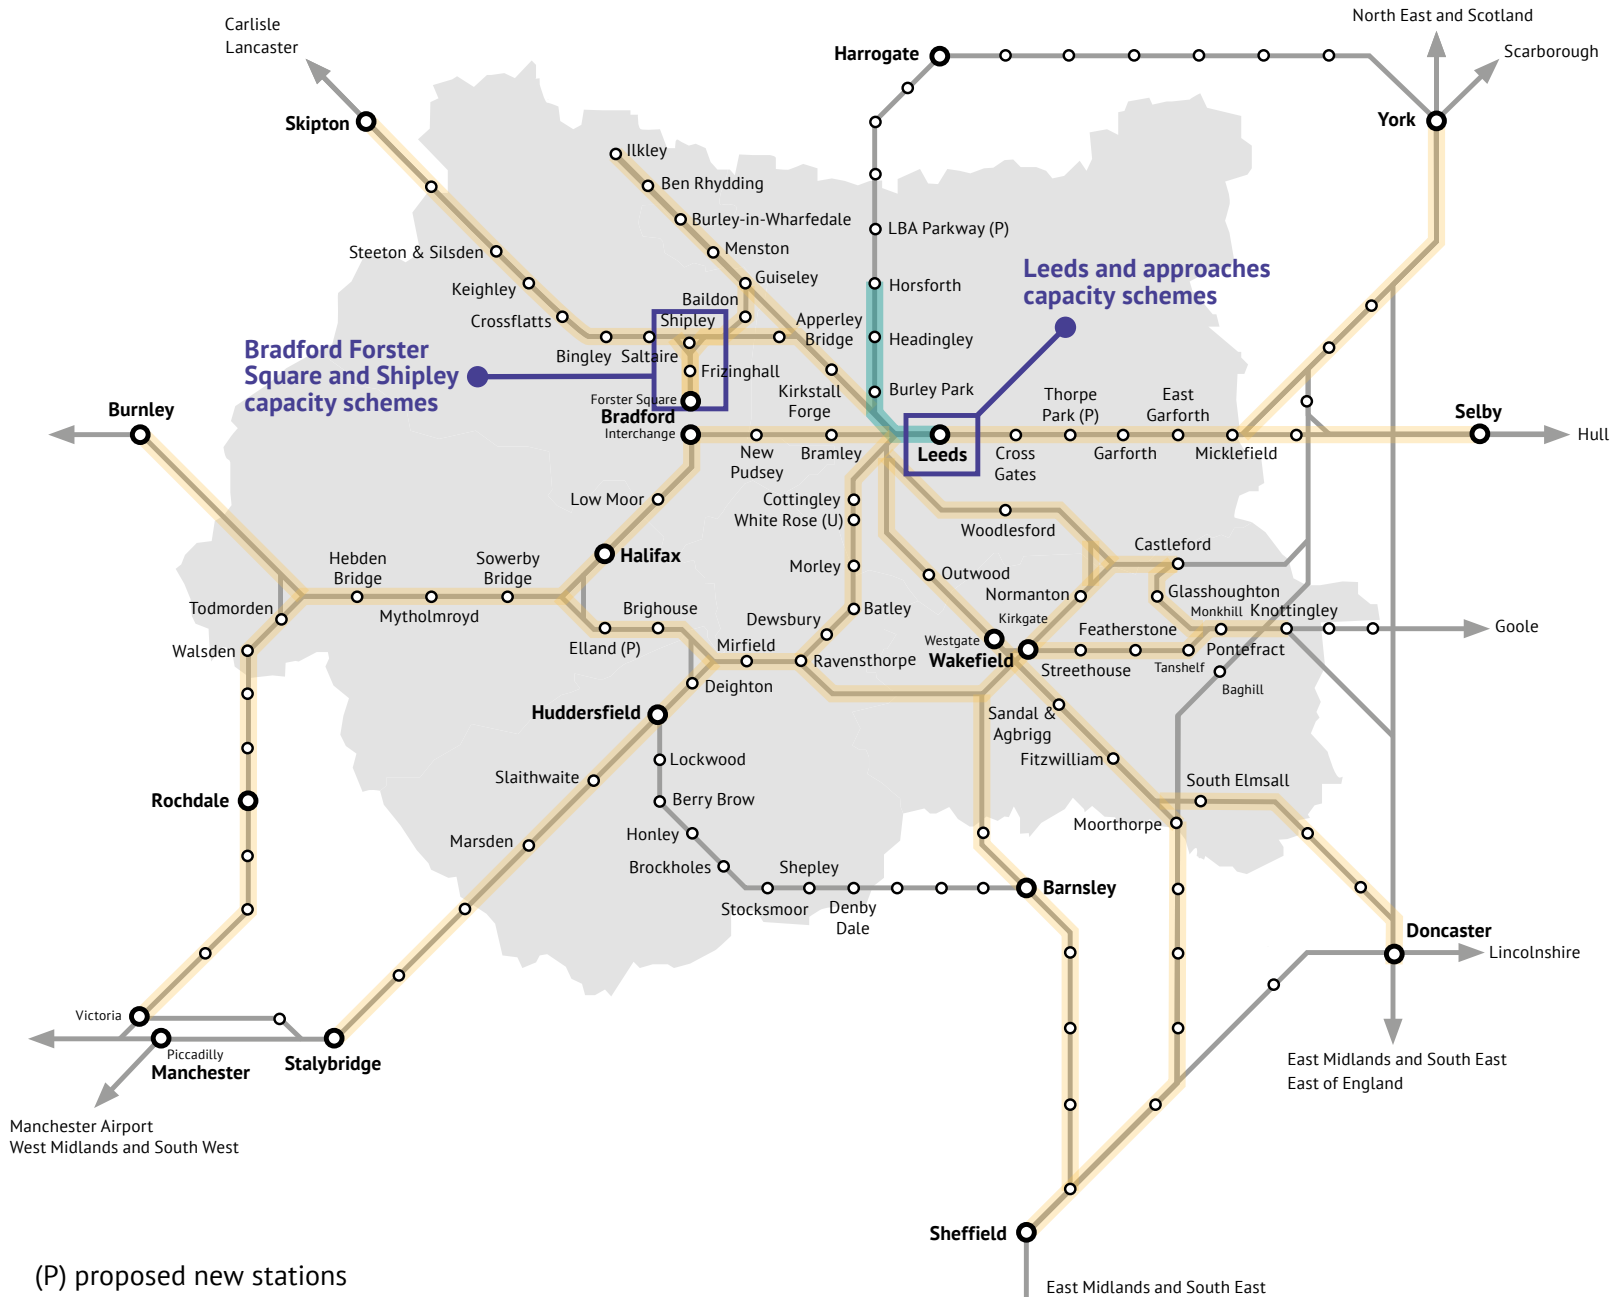 Carlisle
Lancaster
North East and Scotland
Scarborough
Harrogate
York
Skipton
Ilkley
Ben Rhydding
Burley-in-Wharfedale
LBA Parkway (P)
Menston
Steeton & Silsden
Guiseley
Keighley
Horsforth
Leeds and approaches
capacity schemes
Baildon
Crossflatts
Shipley
Apperley
Bridge
Headingley
Bradford Forster
Square and Shipley
capacity schemes
Bingley
Saltaire
Frizinghall
Kirkstall
Forge
Burley Park
Forster Square
Bradford
Interchange
Thorpe
Park (P)
East
Garforth
Burnley
Selby
Hull
New
Pudsey
Bramley
Leeds
Cross
Gates
Garforth
Micklefield
Low Moor
Cottingley
White Rose (U)
Woodlesford
Halifax
Castleford
Hebden
Bridge
Sowerby
Bridge
Morley
Outwood
Normanton
Glasshoughton
Todmorden
Mytholmroyd
Brighouse
Batley
Dewsbury
Kirkgate
Monkhill
Knottingley
Walsden
Elland (P)
Mirfield
Westgate
Wakefield
Featherstone
Goole
Ravensthorpe
Streethouse
Tanshelf
Pontefract
Deighton
Baghill
Huddersfield
Sandal &
Agbrigg
Lockwood
Fitzwilliam
Slaithwaite
South Elmsall
Rochdale
Berry Brow
Moorthorpe
Marsden
Honley
Brockholes
Shepley
Barnsley
Stocksmoor
Denby
Dale
Doncaster
Lincolnshire
Victoria
Piccadilly
Manchester
Stalybridge
East Midlands and South East
East of England
Manchester Airport
West Midlands and South West
Sheffield
(P) proposed new stations
East Midlands and South East